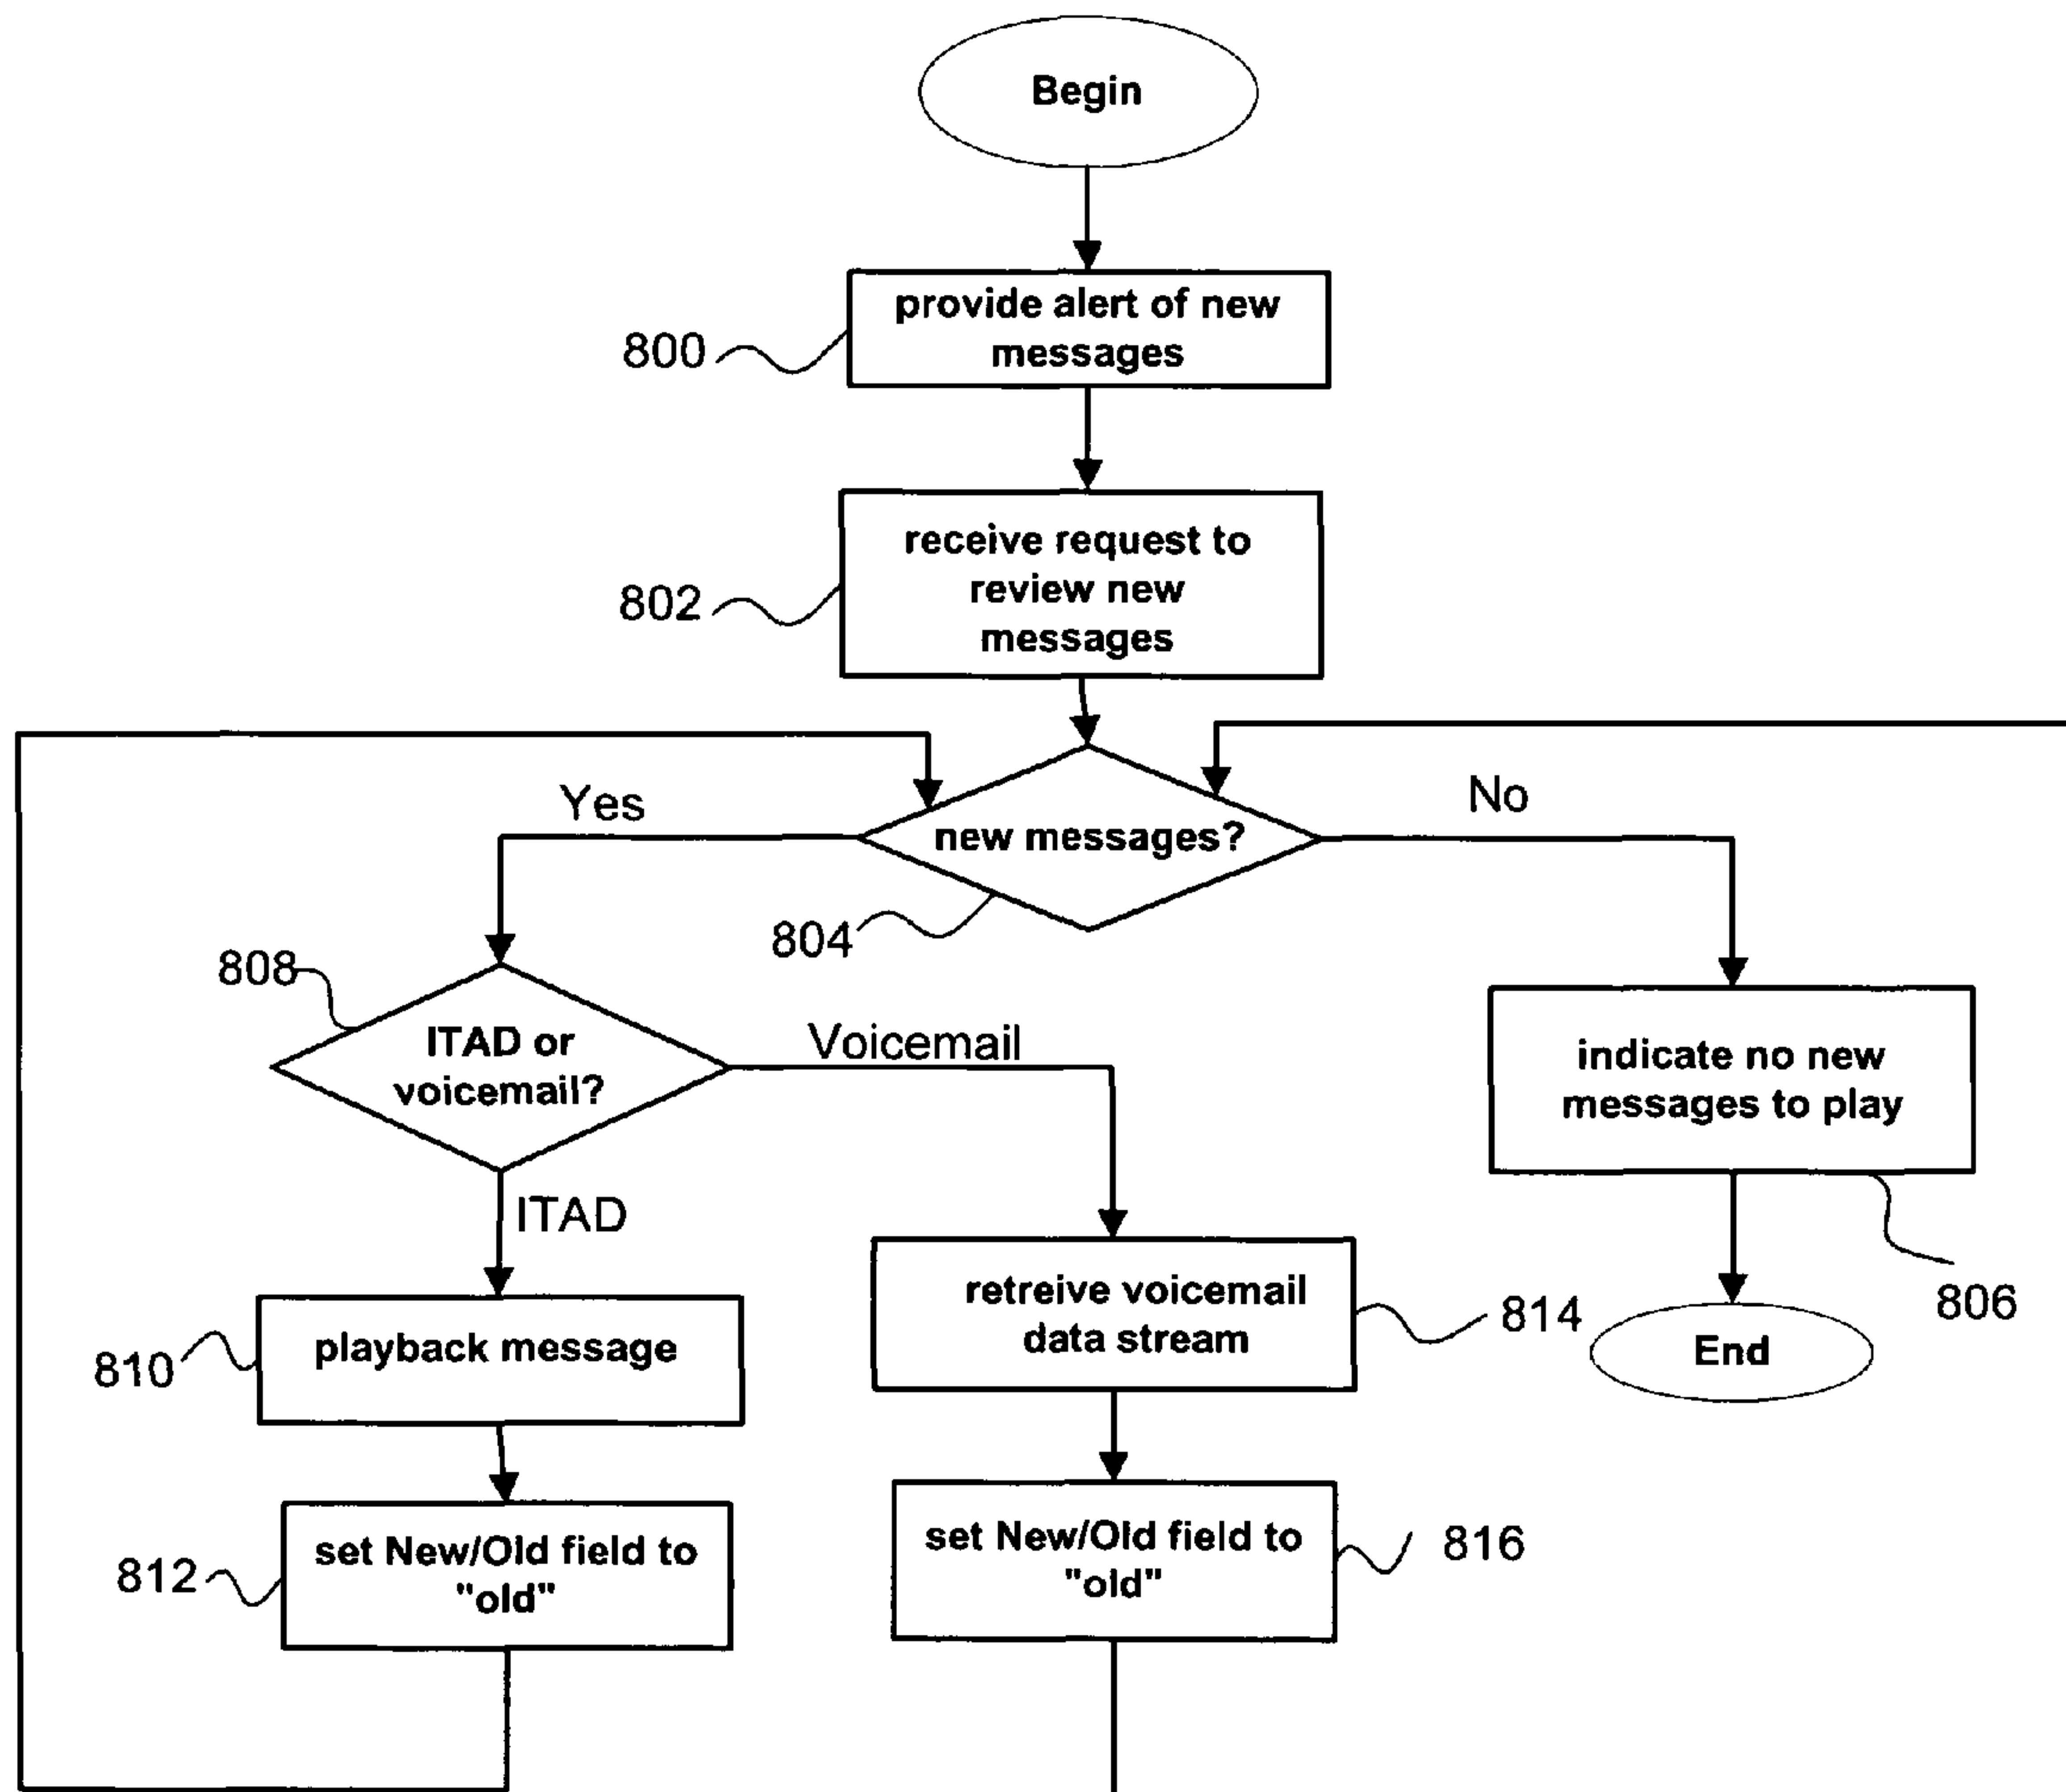 Begin
provide alert of new
messages
800
receive request to
review new
messages
802
Yes
No
new messages?
804
808
ITAD or
voicemail?
Voicemail
indicate no new
messages to play
806
ITAD
retreive voicemail
data stream
814
End
playback message
810
set New/Old field to
"old"
812
set New/Old field to
"old"
816